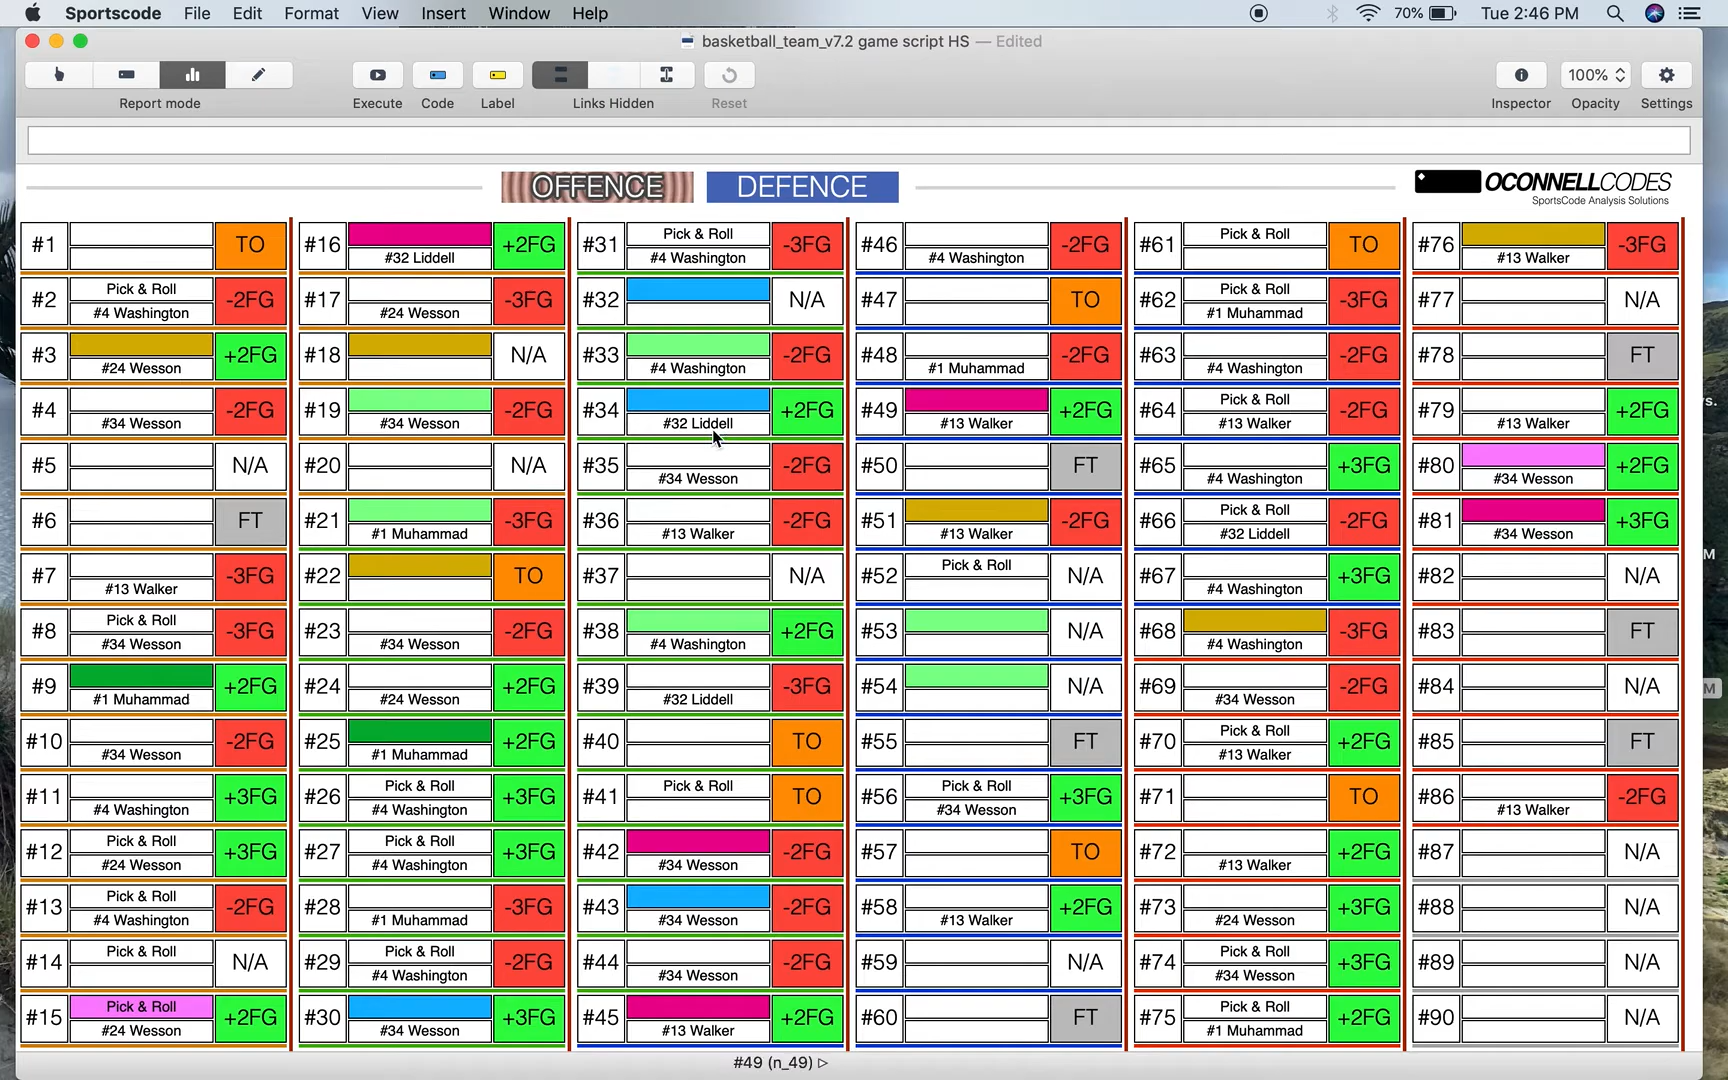 Sportscode File Edit Format View Insert Window Help 70% Tue 2:46 PM
basketball_team_v7.2 game script HS — Edited
100%
Report mode Execute Code Label Links Hidden Reset Inspector Opacity Settings
OFFENCE DEFENCE OCONNELLCODES
SportsCode Analysis Solutions
#1 TO
#2 Pick & Roll #4 Washington -2FG
#3 #24 Wesson +2FG
#4 #34 Wesson -2FG
#5 N/A
#6 FT
#7 #13 Walker -3FG
#8 Pick & Roll #34 Wesson -3FG
#9 #1 Muhammad +2FG
#10 #34 Wesson -2FG
#11 #4 Washington +3FG
#12 Pick & Roll #24 Wesson +3FG
#13 Pick & Roll #4 Washington -2FG
#14 Pick & Roll N/A
#15 Pick & Roll #24 Wesson +2FG
#16 #32 Liddell +2FG
#17 #24 Wesson -3FG
#18 N/A
#19 #34 Wesson -2FG
#20 N/A
#21 #1 Muhammad -3FG
#22 TO
#23 #34 Wesson -2FG
#24 #24 Wesson +2FG
#25 #1 Muhammad +2FG
#26 Pick & Roll #4 Washington +3FG
#27 Pick & Roll #4 Washington +3FG
#28 #1 Muhammad -3FG
#29 Pick & Roll #4 Washington -2FG
#30 #34 Wesson +3FG
#31 Pick & Roll #4 Washington -3FG
#32 N/A
#33 #4 Washington -2FG
#34 #32 Liddell +2FG
#35 #34 Wesson -2FG
#36 #13 Walker -2FG
#37 N/A
#38 #4 Washington +2FG
#39 #32 Liddell -3FG
#40 TO
#41 Pick & Roll TO
#42 #34 Wesson -2FG
#43 #34 Wesson -2FG
#44 #34 Wesson -2FG
#45 #13 Walker +2FG
#46 #4 Washington -2FG
#47 TO
#48 #1 Muhammad -2FG
#49 #13 Walker +2FG
#50 FT
#51 #13 Walker -2FG
#52 Pick & Roll N/A
#53 N/A
#54 N/A
#55 FT
#56 Pick & Roll #34 Wesson +3FG
#57 TO
#58 #13 Walker +2FG
#59 N/A
#60 FT
#61 Pick & Roll TO
#62 Pick & Roll #1 Muhammad -3FG
#63 #4 Washington -2FG
#64 Pick & Roll #13 Walker -2FG
#65 #4 Washington +3FG
#66 Pick & Roll #32 Liddell -2FG
#67 #4 Washington +3FG
#68 #4 Washington -3FG
#69 #34 Wesson -2FG
#70 Pick & Roll #13 Walker +2FG
#71 TO
#72 #13 Walker +2FG
#73 Pick & Roll #24 Wesson +3FG
#74 Pick & Roll #34 Wesson +3FG
#75 Pick & Roll #1 Muhammad +2FG
#76 #13 Walker -3FG
#77 N/A
#78 FT
#79 #13 Walker +2FG
#80 #34 Wesson +2FG
#81 #34 Wesson +3FG
#82 N/A
#83 FT
#84 N/A
#85 FT
#86 #13 Walker -2FG
#87 N/A
#88 N/A
#89 N/A
#90 N/A
#49 (n_49)